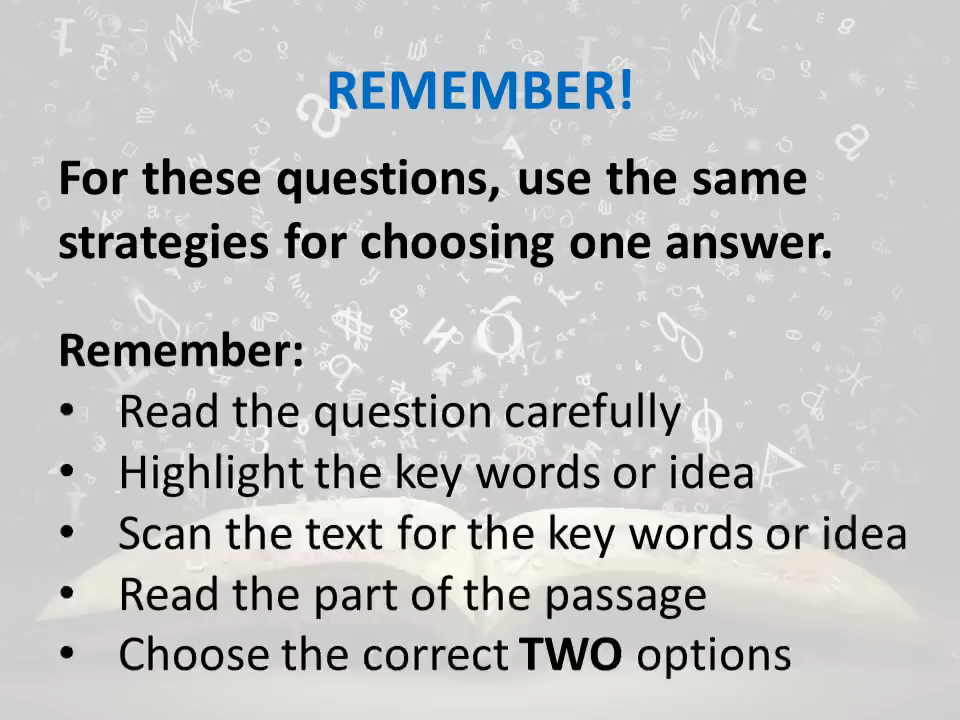 REMEMBER!
For these questions, use the same
strategies for choosing one answer.
Remember:
• Read the question carefully
• Highlight the key words or idea
• Scan the text for the key words or idea
• Read the part of the passage
• Choose the correct TWO options